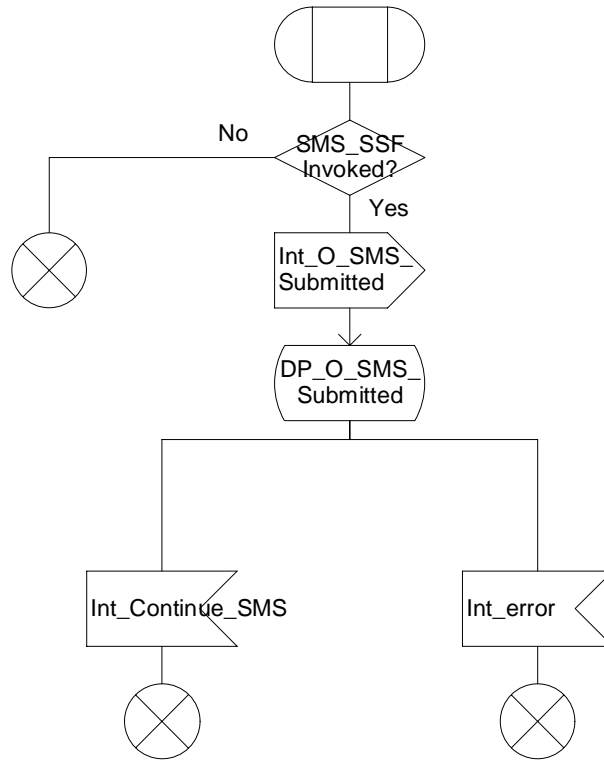 No
SMS_SSF
Invoked?
Yes
Int_O_SMS_
Submitted
DP_O_SMS_
Submitted
Int_Continue_SMS
Int_error